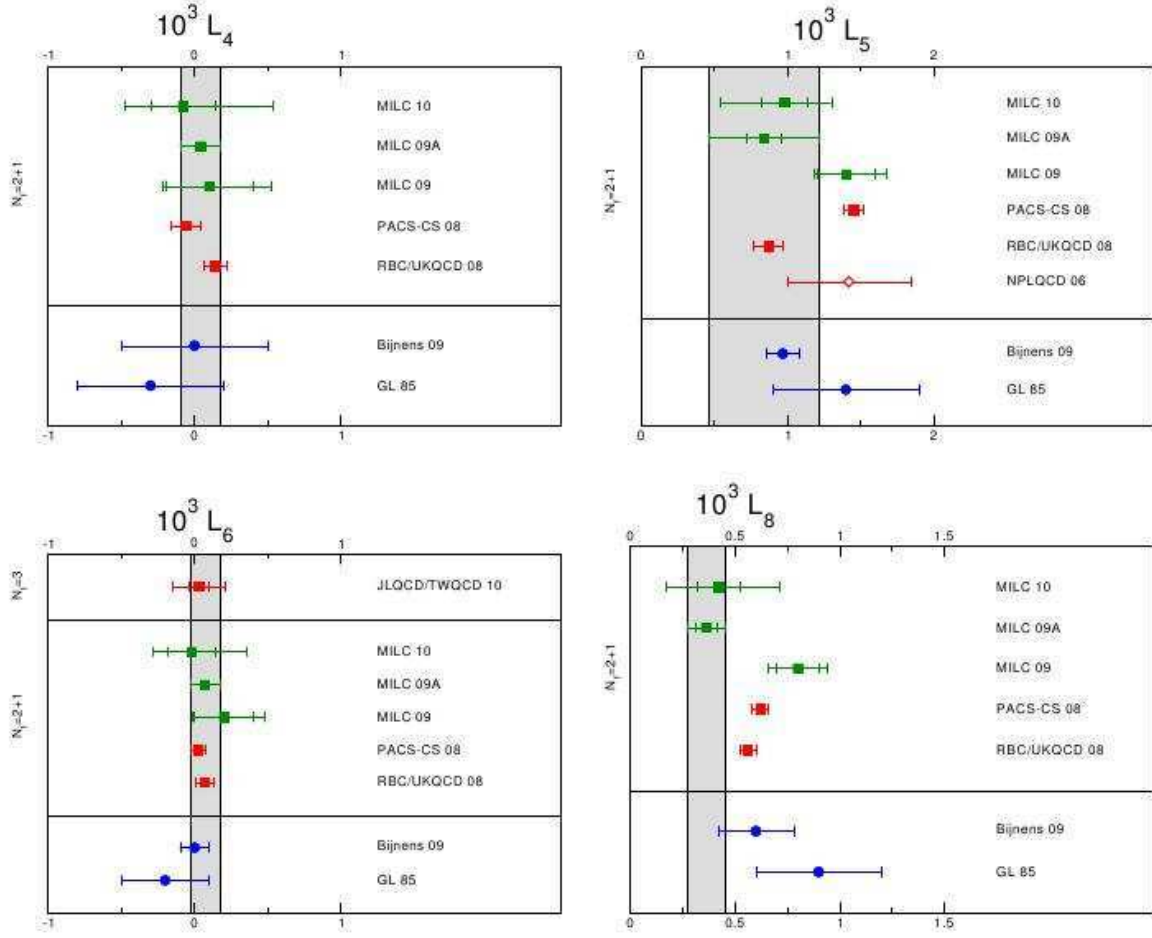 10³ L₄
-1 0 1
MILC 10
MILC 09A
MILC 09
PACS-CS 08
RBC/UKQCD 08
N_f=2+1
Bijnens 09
GL 85
-1 0 1
10³ L₅
0 1 2
MILC 10
MILC 09A
MILC 09
PACS-CS 08
RBC/UKQCD 08
NPLQCD 06
N_f=2+1
Bijnens 09
GL 85
0 1 2
10³ L₆
-1 0 1
N_f=3
JLQCD/TWQCD 10
MILC 10
MILC 09A
MILC 09
PACS-CS 08
RBC/UKQCD 08
N_f=2+1
Bijnens 09
GL 85
-1 0 1
10³ L₈
0 0.5 1 1.5
MILC 10
MILC 09A
MILC 09
PACS-CS 08
RBC/UKQCD 08
N_f=2+1
Bijnens 09
GL 85
0 0.5 1 1.5